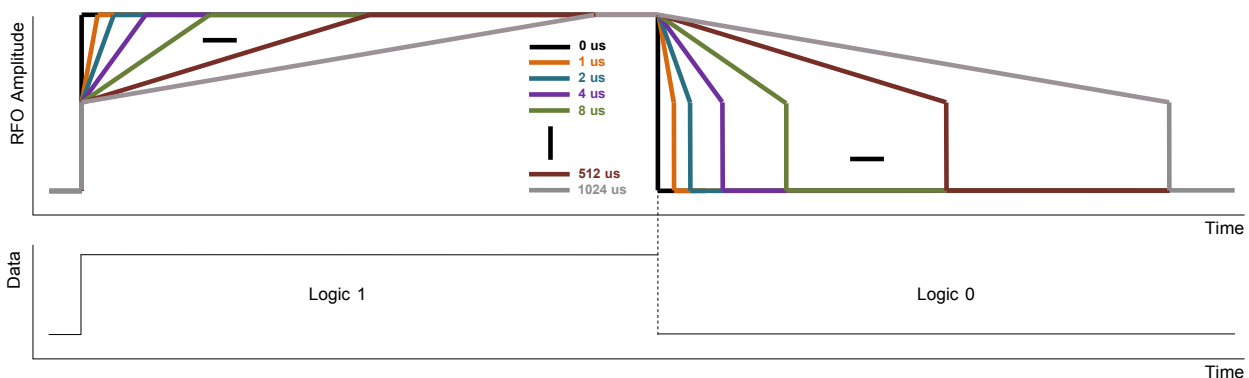 RFO Amplitude
0 us
1 us
2 us
4 us
8 us
512 us
1024 us
Time
Data
Logic 1
Logic 0
Time